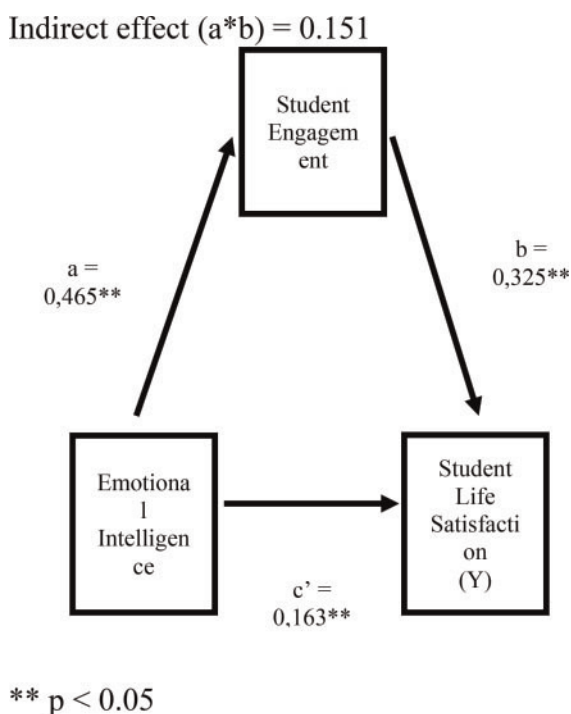 Indirect effect (a*b) = 0.151
Student
Engagem
ent
a =
0,465**
b =
0,325**
Emotiona
l
Intelligen
ce
Student
Life
Satisfacti
on
(Y)
c’ =
0,163**
** p < 0.05